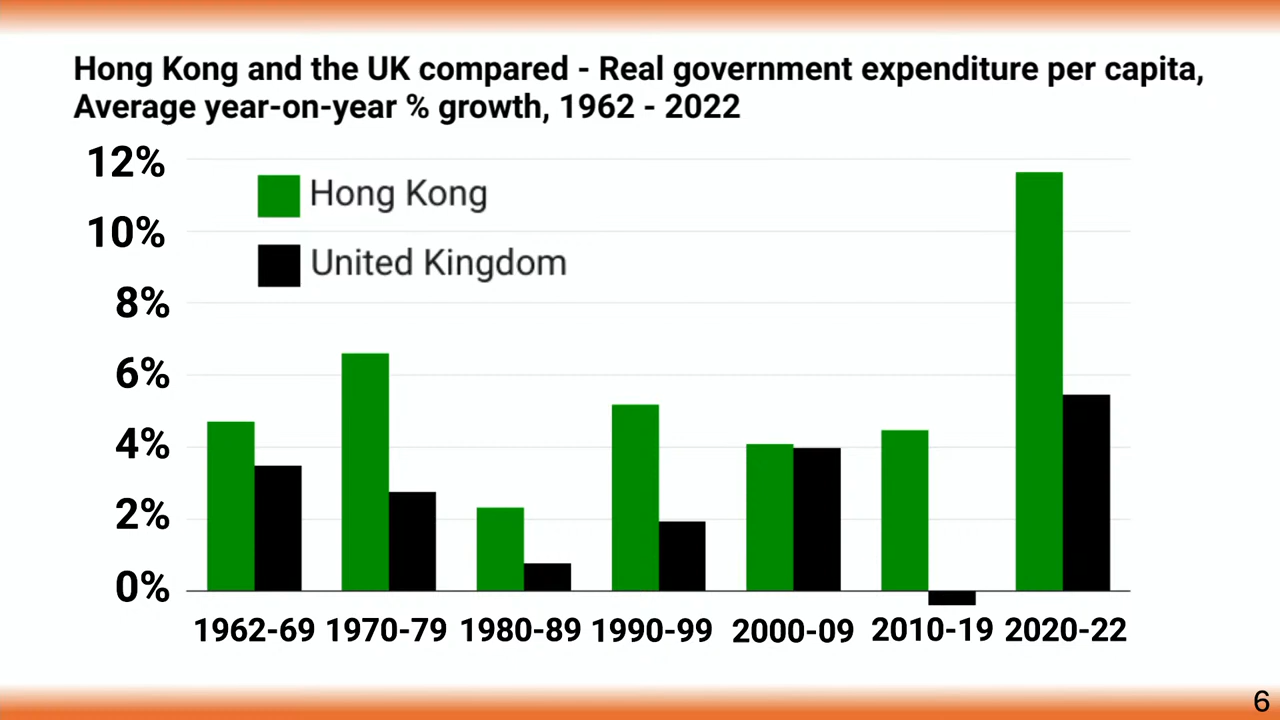 Hong Kong and the UK compared - Real government expenditure per capita,
Average year-on-year % growth, 1962 - 2022
12%
Hong Kong
10%
United Kingdom
8%
6%
4%
2%
0%
1962-69 1970-79 1980-89 1990-99 2000-09 2010-19 2020-22
6